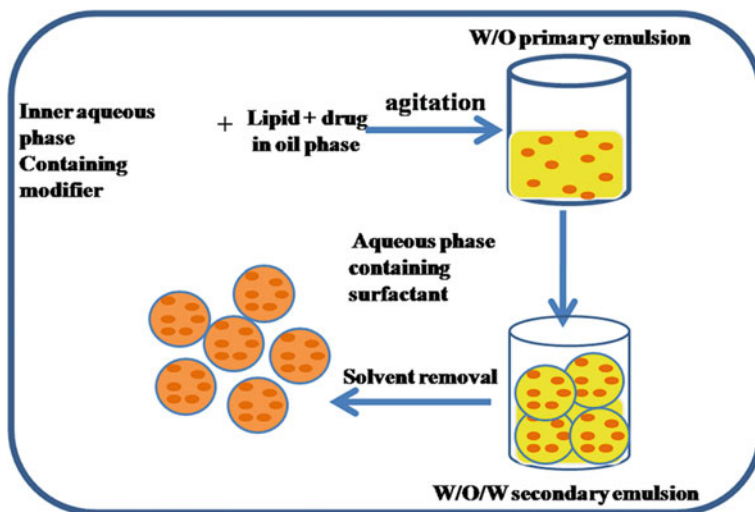 W/O primary emulsion
Inner aqueous
phase
Containing
modifier
+ Lipid + drug
in oil phase
agitation
Aqueous phase
containing
surfactant
Solvent removal
W/O/W secondary emulsion